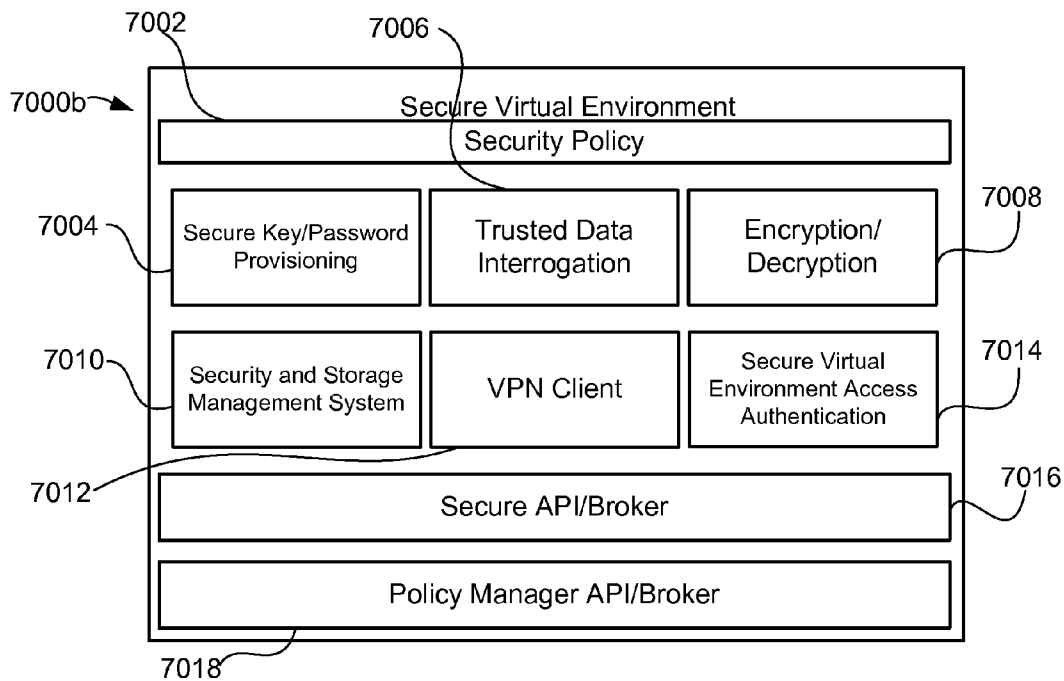 7002
7006
7000b
Secure Virtual Environment
Security Policy
7004
Secure Key/Password
Provisioning
Trusted Data
Interrogation
Encryption/
Decryption
7008
7010
Security and Storage
Management System
VPN Client
Secure Virtual
Environment Access
Authentication
7014
7012
Secure API/Broker
7016
Policy Manager API/Broker
7018